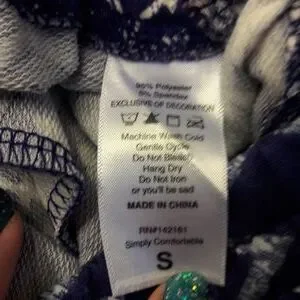 95% Polyester
5% Spandex
EXCLUSIVE OF DECORATION
Machine Wash Cold
Gentle Cycle
Do Not Bleach
Hang Dry
Do Not Iron
or you'll be sad
MADE IN CHINA
RN#142161
Simply Comfortable
S